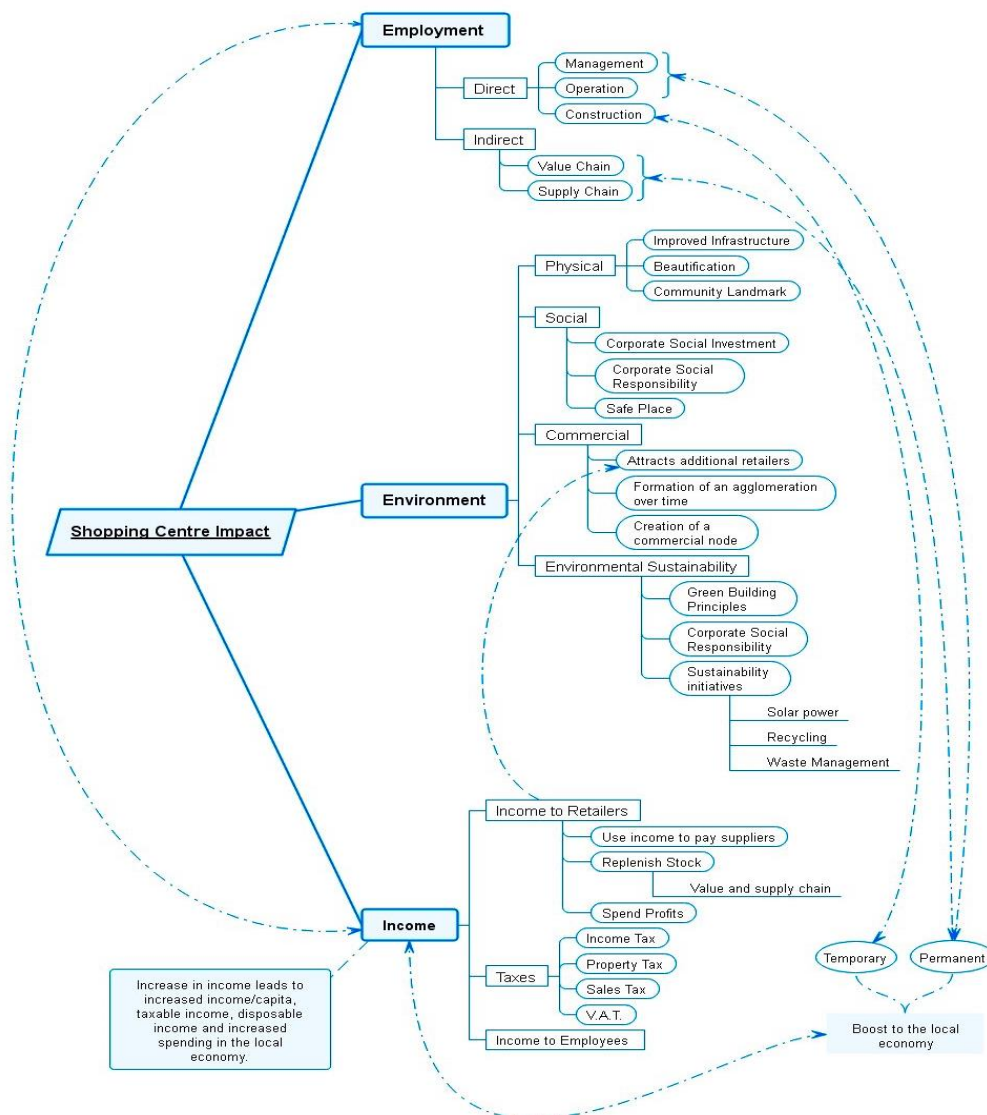 Employment
Management
Direct
Operation
Construction
Indirect
Value Chain
Supply Chain
Improved Infrastructure
Physical
Beautification
Community Landmark
Social
Corporate Social Investment
Corporate Social
Responsibility
Safe Place
Commercial
Attracts additional retailers
Environment
Formation of an agglomeration
over time
Shopping Centre Impact
Creation of a
commercial node
Environmental Sustainability
Green Building
Principles
Corporate Social
Responsibility
Sustainability
initiatives
Solar power
Recycling
Waste Management
Income to Retailers
Use income to pay suppliers
Replenish Stock
Value and supply chain
Spend Profits
Income
Income Tax
Property Tax
Taxes
Sales Tax
V.A.T.
Income to Employees
Increase in income leads to
increased income/capita,
taxable income, disposable
income and increased
spending in the local
economy.
Temporary
Permanent
Boost to the local
economy